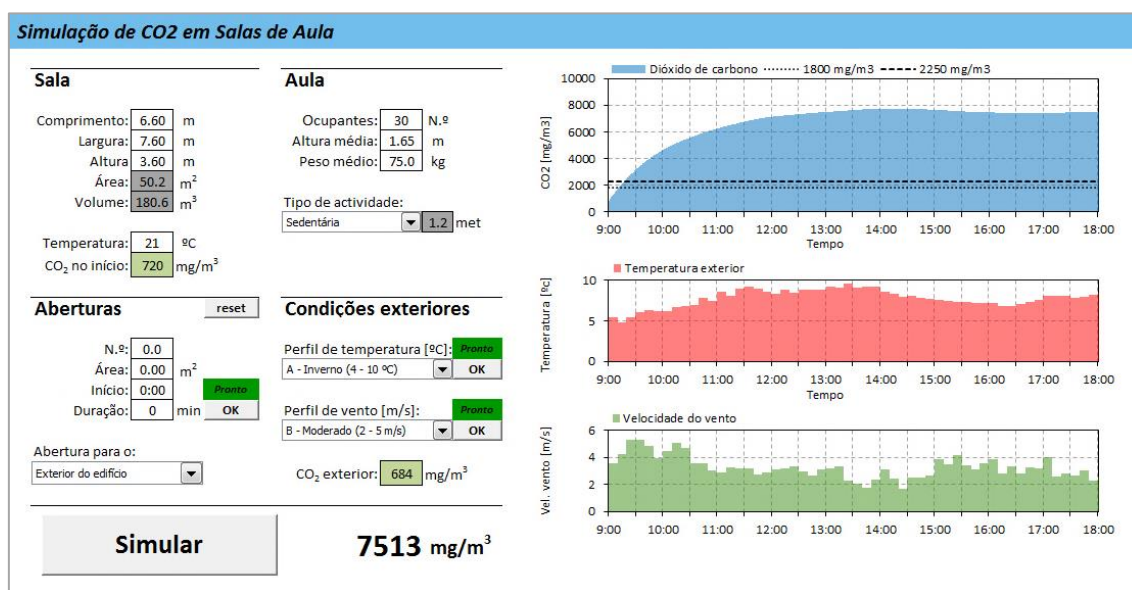 Simulação de CO2 em Salas de Aula
Sala
Comprimento: 6.60 m
Largura: 7.60 m
Altura 3.60 m
Área: 50.2 m²
Volume: 180.6 m³
Temperatura: 21 ºC
CO₂ no início: 720 mg/m³
Aula
Ocupantes: 30 N.º
Altura média: 1.65 m
Peso médio: 75.0 kg
Tipo de actividade:
Sedentária 1.2 met
Aberturas reset
N.º: 0.0
Área: 0.00 m²
Início: 0:00 Pronto
Duração: 0 min OK
Abertura para o:
Exterior do edifício
Condições exteriores
Perfil de temperatura [ºC]: Pronto
A - Inverno (4 - 10 ºC) OK
Perfil de vento [m/s]: Pronto
B - Moderado (2 - 5 m/s) OK
CO₂ exterior: 684 mg/m³
Simular
7513 mg/m³
Dióxido de carbono 1800 mg/m3 2250 mg/m3
CO2 [mg/m3]
10000
8000
6000
4000
2000
0
9:00 10:00 11:00 12:00 13:00 14:00 15:00 16:00 17:00 18:00
Tempo
Temperatura exterior
Temperatura [ºc]
10
5
0
9:00 10:00 11:00 12:00 13:00 14:00 15:00 16:00 17:00 18:00
Tempo
Velocidade do vento
Vel. vento [m/s]
6
4
2
0
9:00 10:00 11:00 12:00 13:00 14:00 15:00 16:00 17:00 18:00